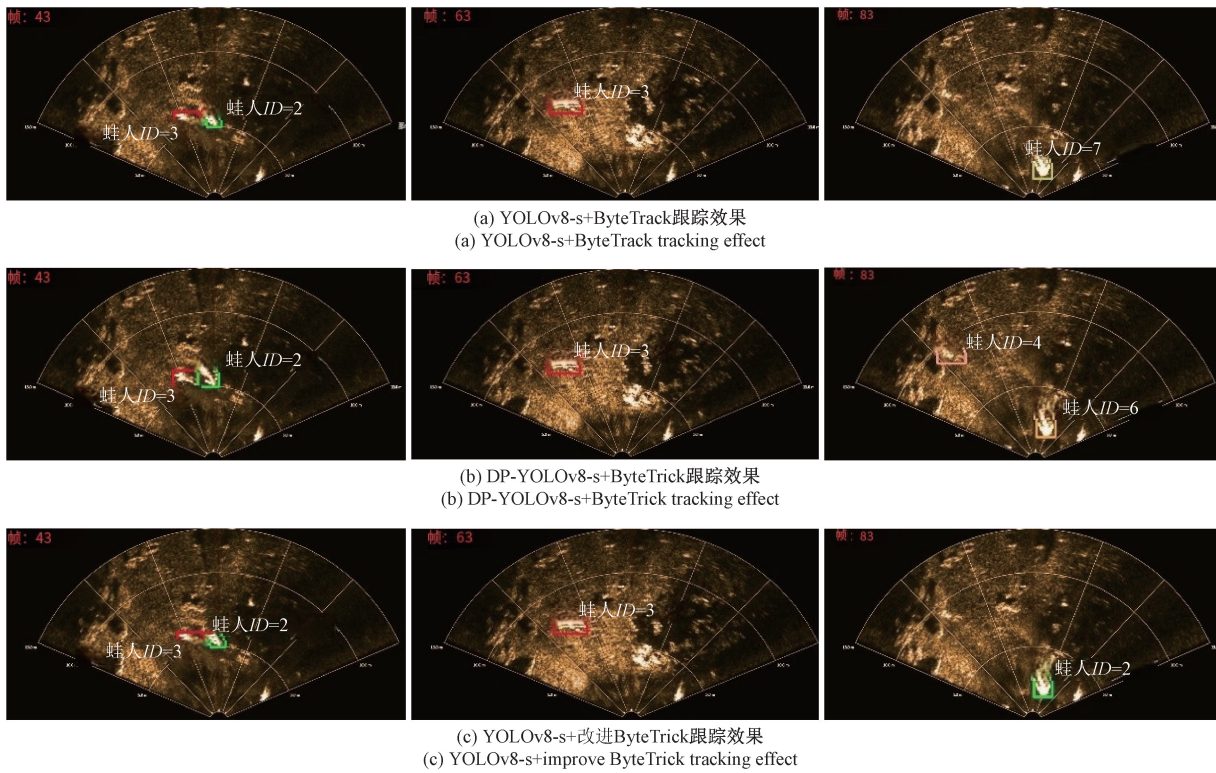 帧：43
帧：63
帧：83
蛙人ID=2
蛙人ID=3
蛙人ID=3
蛙人ID=7
(a) YOLOv8-s+ByteTrack跟踪效果
(a) YOLOv8-s+ByteTrack tracking effect
帧：43
帧：63
帧：83
蛙人ID=2
蛙人ID=3
蛙人ID=3
蛙人ID=4
蛙人ID=6
(b) DP-YOLOv8-s+ByteTrick跟踪效果
(b) DP-YOLOv8-s+ByteTrick tracking effect
帧：43
帧：63
帧：83
蛙人ID=2
蛙人ID=3
蛙人ID=3
蛙人ID=2
(c) YOLOv8-s+改进ByteTrick跟踪效果
(c) YOLOv8-s+improve ByteTrick tracking effect